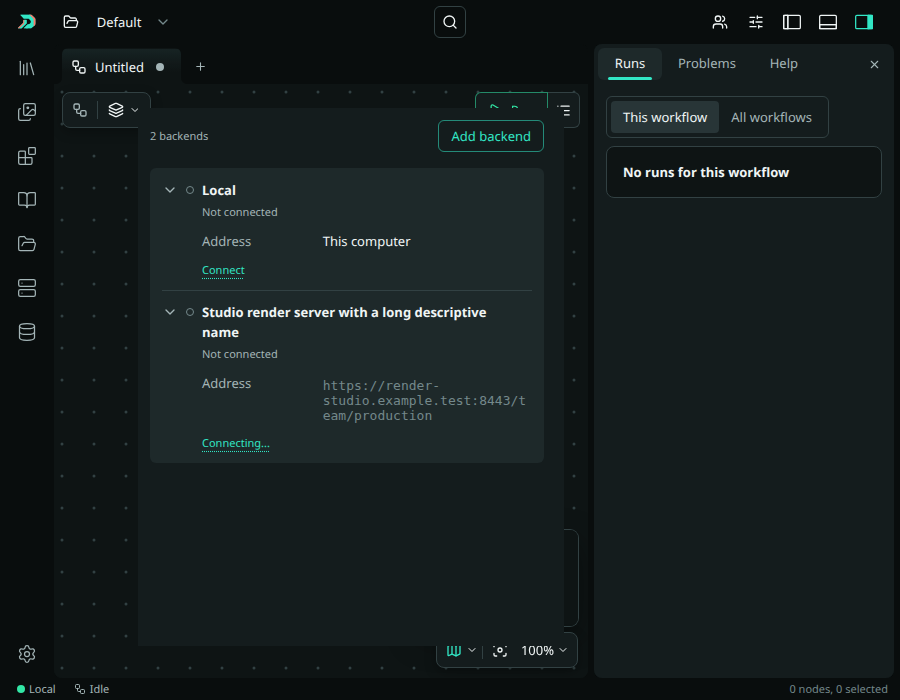 Default
Untitled
2 backends
Add backend
Local
Not connected
Address
This computer
Connect
Studio render server with a long descriptive
name
Not connected
Address
https://render-
studio.example.test:8443/t
eam/production
Connecting...
100%
Runs
Problems
Help
This workflow
All workflows
No runs for this workflow
Local
Idle
0 nodes, 0 selected